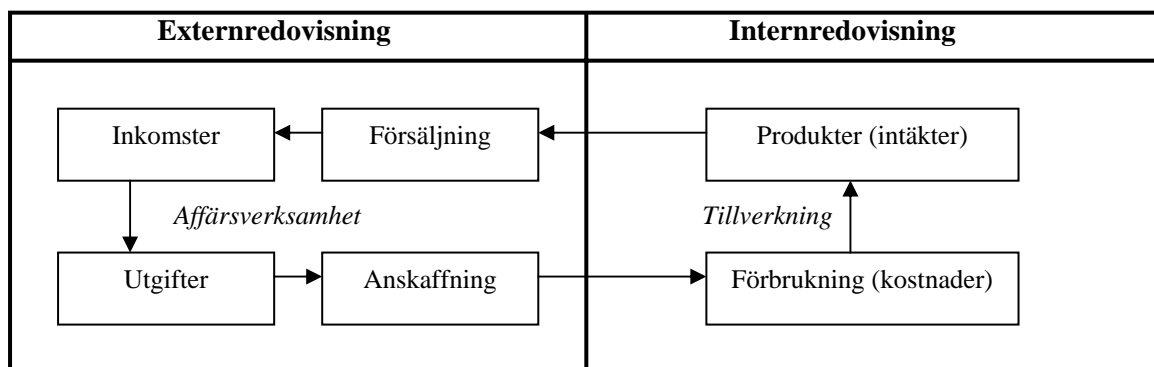 Externredovisning
Internredovisning
Inkomster
Försäljning
Produkter (intäkter)
Affärsverksamhet
Tillverkning
Utgifter
Anskaffning
Förbrukning (kostnader)